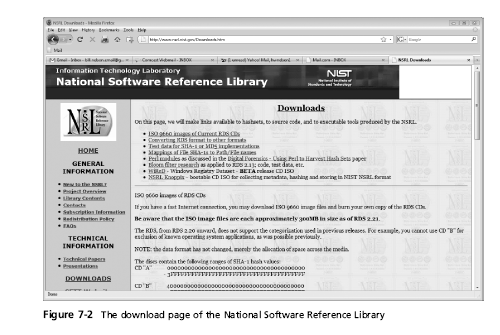 NSRL Downloads - Mozilla Firefox
File Edit View History Bookmarks Tools Help
http://www.nsrl.nist.gov/Downloads.htm
Google
Mail
Comcast Webmail - INBOX
Mail.com - INBOX
NSRL Downloads
Information Technology Laboratory
National Software Reference Library
NIST
National Institute of
Standards and Technology
NSRL
HOME
GENERAL
INFORMATION
New to the NSRL?
Project Overview
Library Contents
Contacts
Subscription Information
Redistribution Policy
FAQs
TECHNICAL
INFORMATION
Technical Papers
Presentations
DOWNLOADS
Downloads
On this page, we will make links available to hashsets, to source code, and to executable tools produced by the NSRL.
ISO 9660 images of Current RDS CDs
Converting RDS format to other formats
Test data for SHA-1 or MD5 implementations
Mappings of File SHA-1s to Path/File names
Perl modules as discussed in the Digital Forensics - Using Perl to Harvest Hash Sets paper
Bloom filter research as applied to RDS 2.13; code, test data, etc.
WiReD - Windows Registry Dataset - BETA release CD ISO
NSRL Knoppix - bootable CD ISO for collecting metadata, hashing and storing in NIST NSRL format
ISO 9660 images of RDS CDs
If you have a fast Internet connection, you may download ISO 9660 image files and burn your own copy of the RDS CDs.
Be aware that the ISO image files are each approximately 300MB in size as of RDS 2.21.
The RDS, from RDS 2.20 onward, does not support the categorization used in previous releases. For example, you cannot use CD "B" for
exclusion of known operating system applications, as was possible previously.
NOTE: the data format has not changed, merely the allocation of space across the media.
The discs contain the following ranges of SHA-1 hash values:
CD "A"
CD "B"
Done
Figure 7-2 The download page of the National Software Reference Library